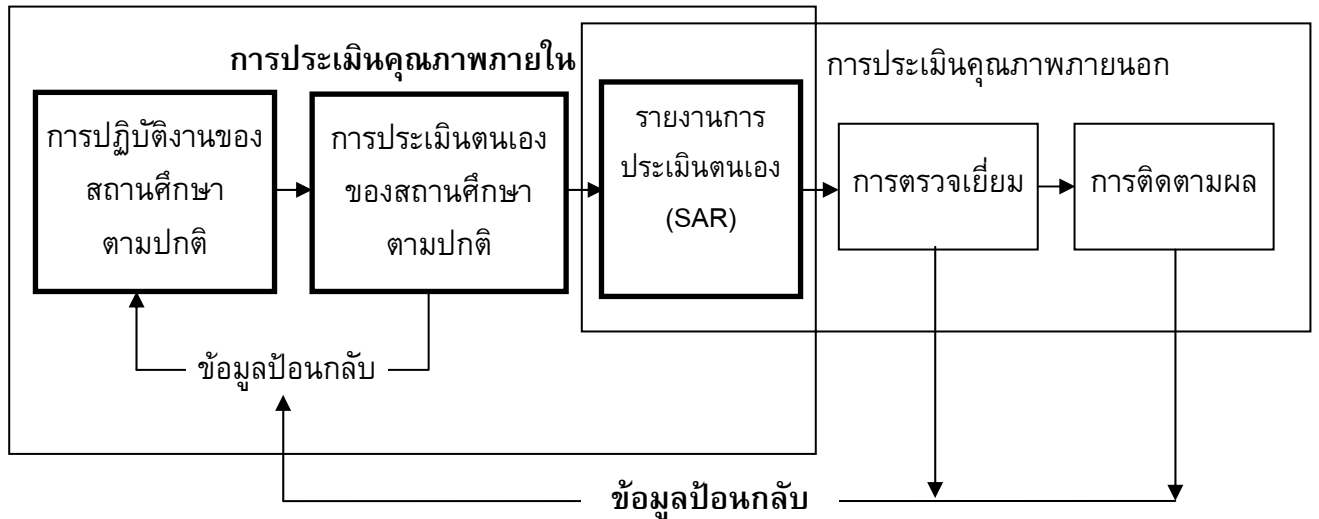 การประเมินคุณภาพภายใน
การประเมินคุณภาพภายนอก
การปฏิบัติงานของ
สถานศึกษา
ตามปกติ
การประเมินตนเอง
ของสถานศึกษา
ตามปกติ
รายงานการ
ประเมินตนเอง
(SAR)
การตรวจเยี่ยม
การติดตามผล
ข้อมูลป้อนกลับ
ข้อมูลป้อนกลับ